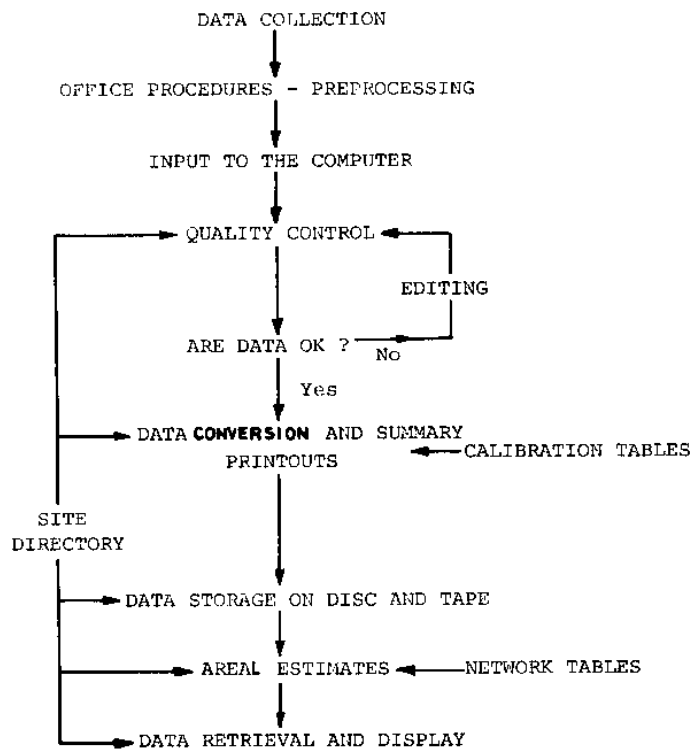 DATA COLLECTION
OFFICE PROCEDURES - PREPROCESSING
INPUT TO THE COMPUTER
QUALITY CONTROL
EDITING
ARE DATA OK ?
No
Yes
DATA CONVERSION AND SUMMARY
PRINTOUTS
CALIBRATION TABLES
SITE
DIRECTORY
DATA STORAGE ON DISC AND TAPE
AREAL ESTIMATES
NETWORK TABLES
DATA RETRIEVAL AND DISPLAY